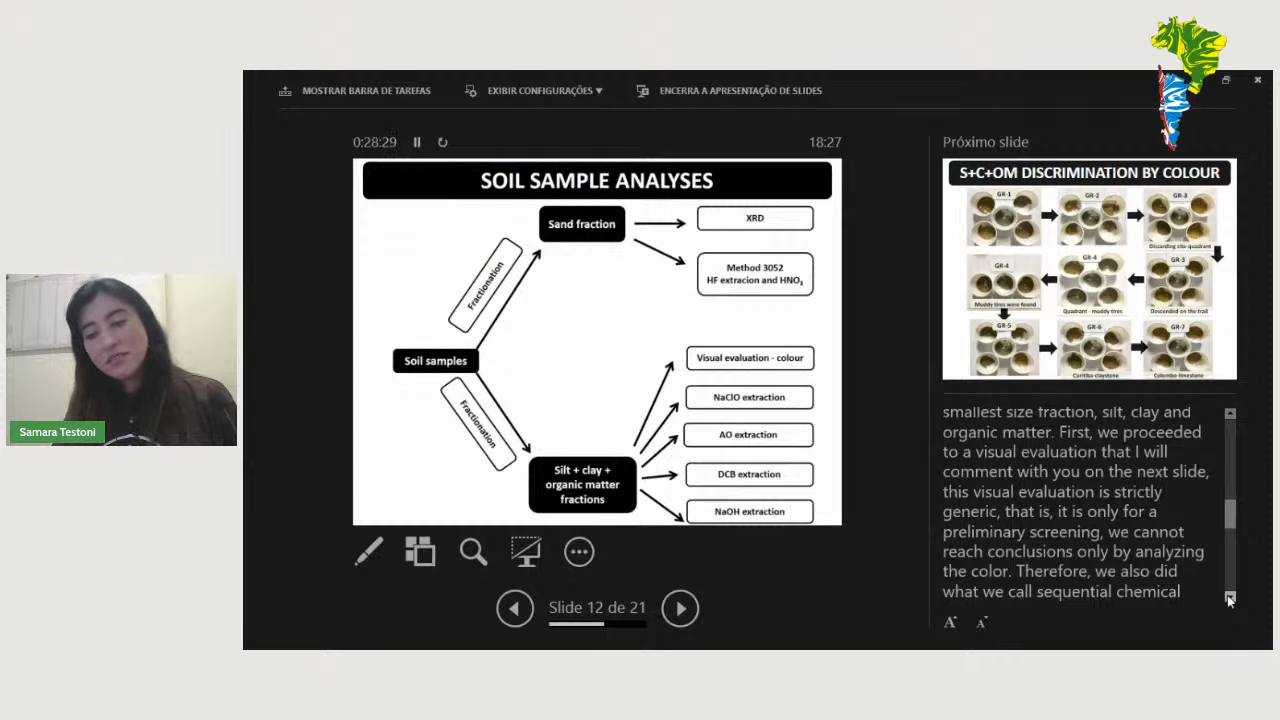 MOSTRAR BARRA DE TAREFAS
EXIBIR CONFIGURAÇÕES ▼
ENCERRA A APRESENTAÇÃO DE SLIDES
0:28:29
18:27
SOIL SAMPLE ANALYSES
Fractionation
Sand fraction
XRD
Method 3052
HF extracion and HNO₃
Soil samples
Fractionation
Silt + clay +
organic matter
fractions
Visual evaluation - colour
NaClO extraction
AO extraction
DCB extraction
NaOH extraction
Slide 12 de 21
Samara Testoni
Próximo slide
S+C+OM DISCRIMINATION BY COLOUR
GR-1
GR-2
GR-3
Discarding site quadrant
GR-4
GR-4
GR-3
Muddy tires were found
Quadrant - muddy tires
Descended on the trail
GR-5
GR-6
GR-7
Curitiba-claystone
Colombo-limestone
smallest size fraction, silt, clay and
organic matter. First, we proceeded
to a visual evaluation that I will
comment with you on the next slide,
this visual evaluation is strictly
generic, that is, it is only for a
preliminary screening, we cannot
reach conclusions only by analyzing
the color. Therefore, we also did
what we call sequential chemical
A A